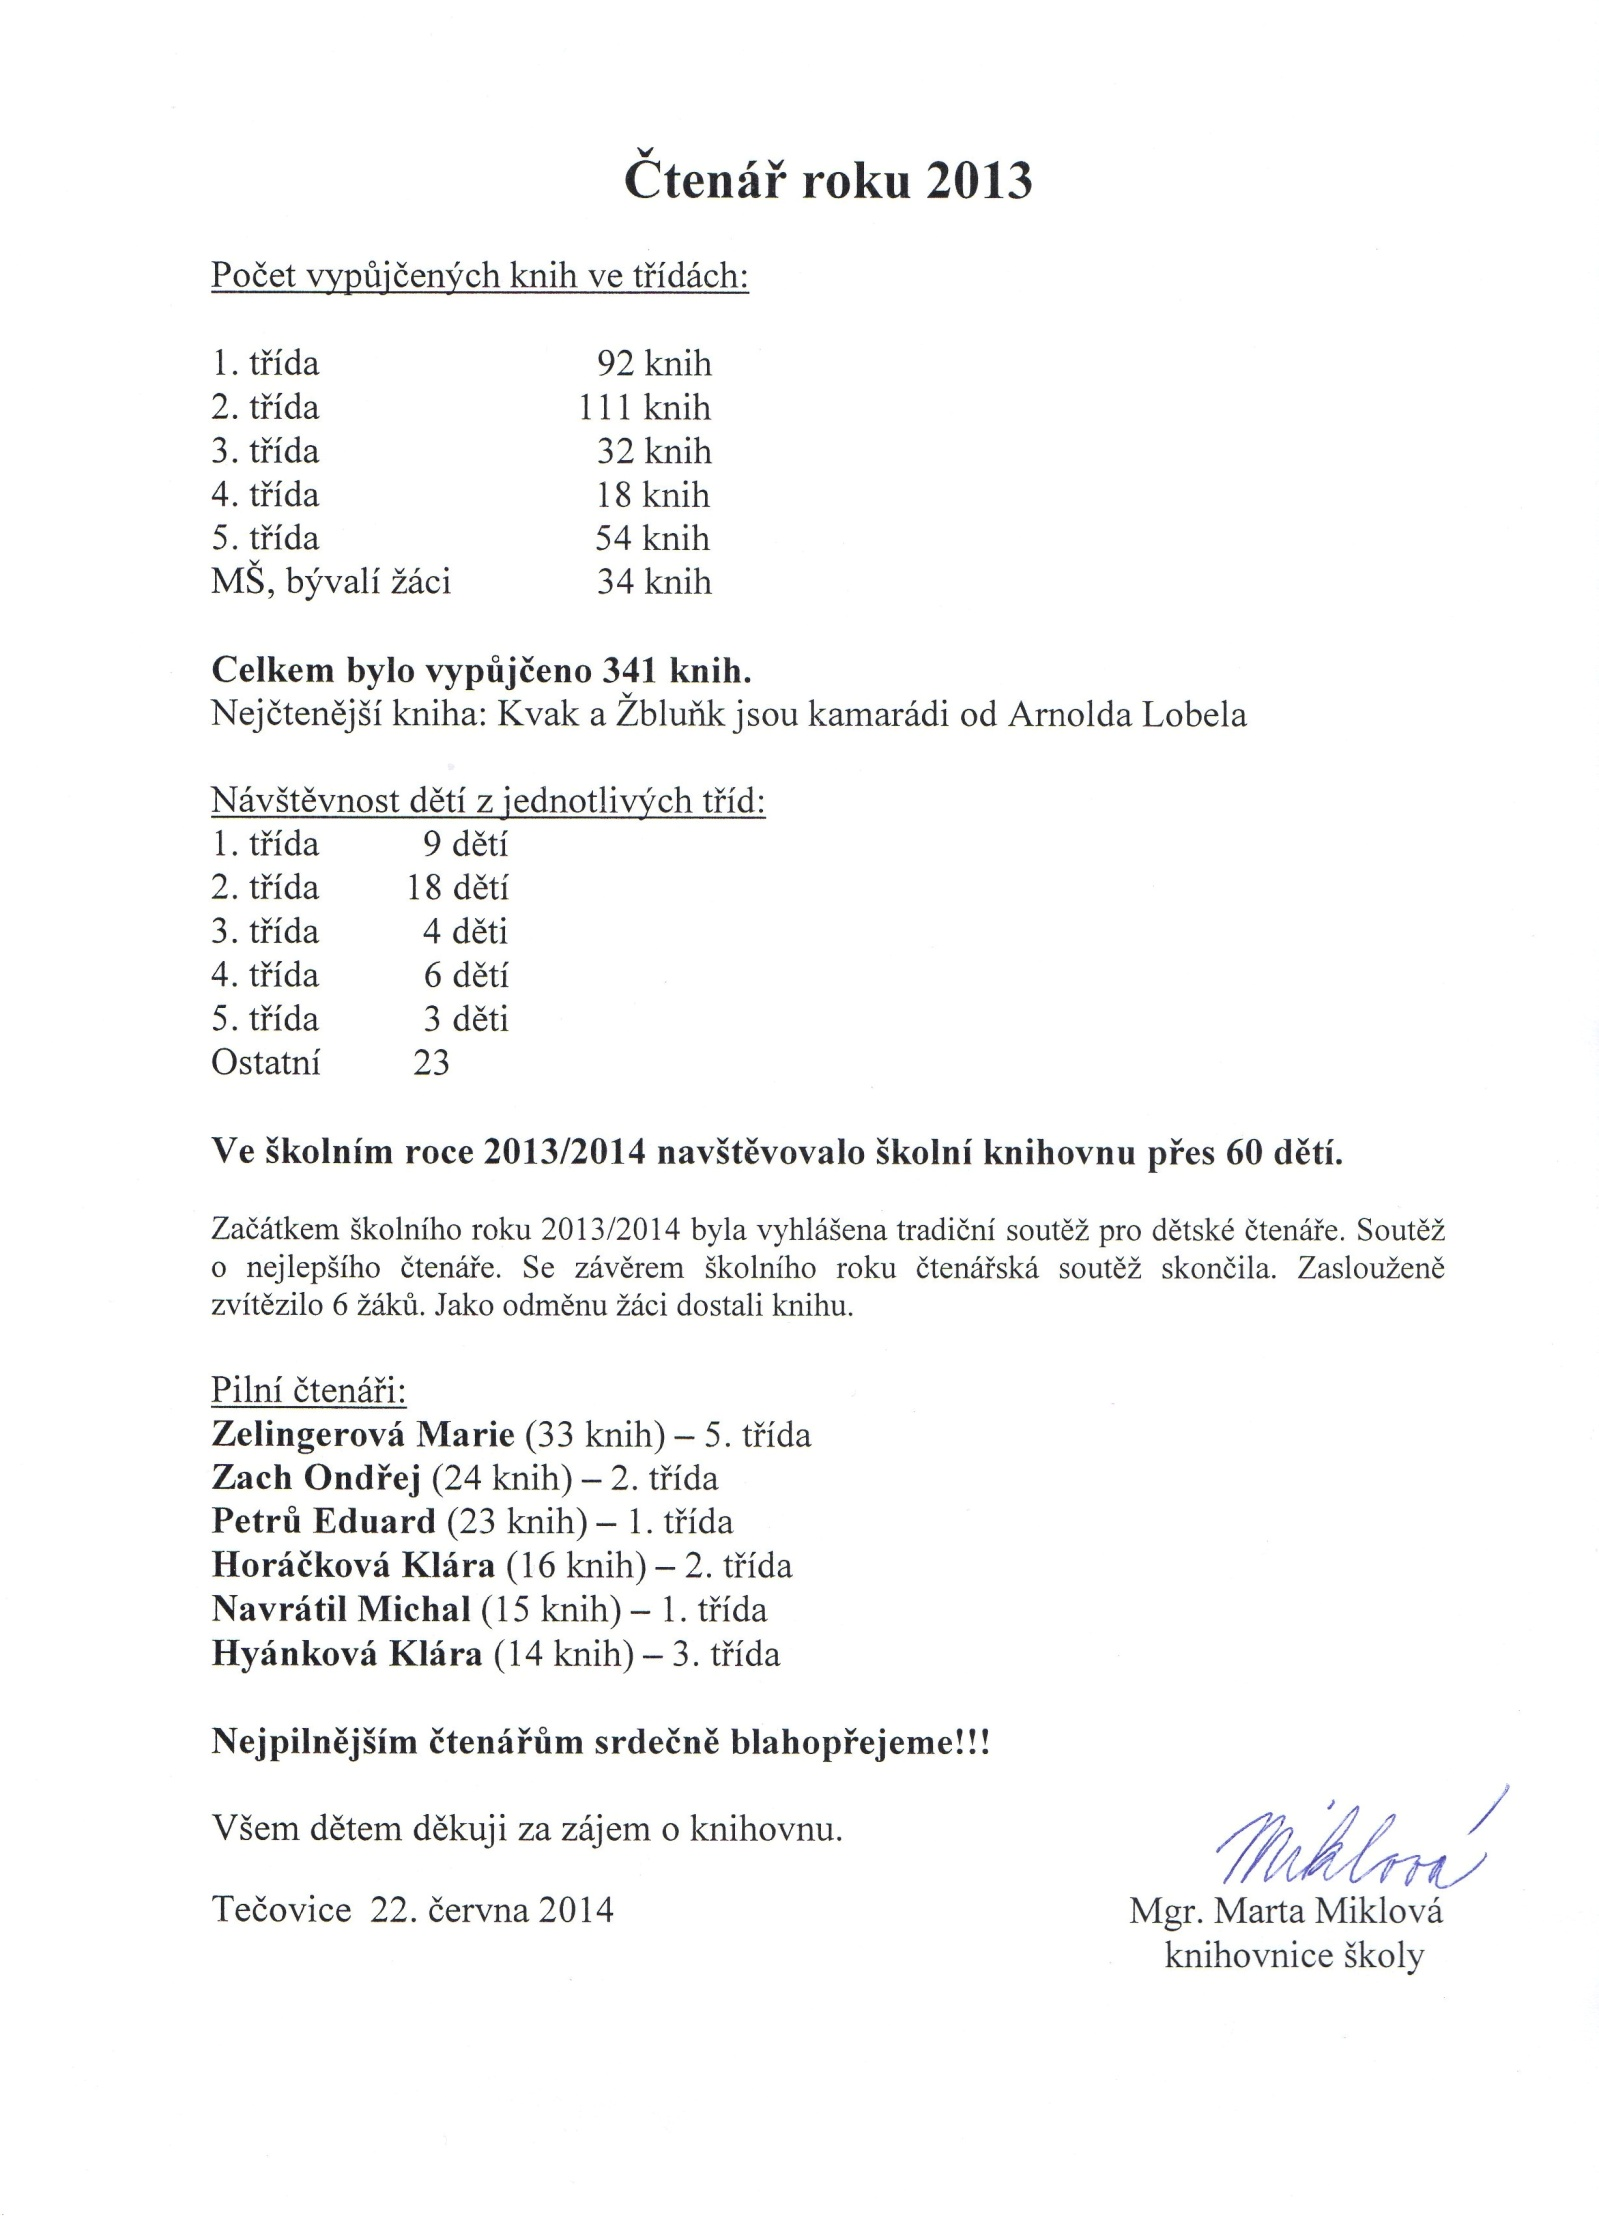 Čtenář roku 2013
Počet vypůjčených knih ve třídách:
1. třída 92 knih
2. třída 111 knih
3. třída 32 knih
4. třída 18 knih
5. třída 54 knih
MŠ, bývalí žáci 34 knih
Celkem bylo vypůjčeno 341 knih.
Nejčtenější kniha: Kvak a Žbluňk jsou kamarádi od Arnolda Lobela
Návštěvnost dětí z jednotlivých tříd:
1. třída 9 dětí
2. třída 18 dětí
3. třída 4 děti
4. třída 6 dětí
5. třída 3 děti
Ostatní 23
Ve školním roce 2013/2014 navštěvovalo školní knihovnu přes 60 dětí.
Začátkem školního roku 2013/2014 byla vyhlášena tradiční soutěž pro dětské čtenáře. Soutěž
o nejlepšího čtenáře. Se závěrem školního roku čtenářská soutěž skončila. Zaslouženě
zvítězilo 6 žáků. Jako odměnu žáci dostali knihu.
Pilní čtenáři:
Zelingerová Marie (33 knih) – 5. třída
Zach Ondřej (24 knih) – 2. třída
Petrů Eduard (23 knih) – 1. třída
Horáčková Klára (16 knih) – 2. třída
Navrátil Michal (15 knih) – 1. třída
Hyánková Klára (14 knih) – 3. třída
Nejpilnějším čtenářům srdečně blahopřejeme!!!
Všem dětem děkuji za zájem o knihovnu.
Miklová
Tečovice 22. června 2014 Mgr. Marta Miklová
knihovnice školy